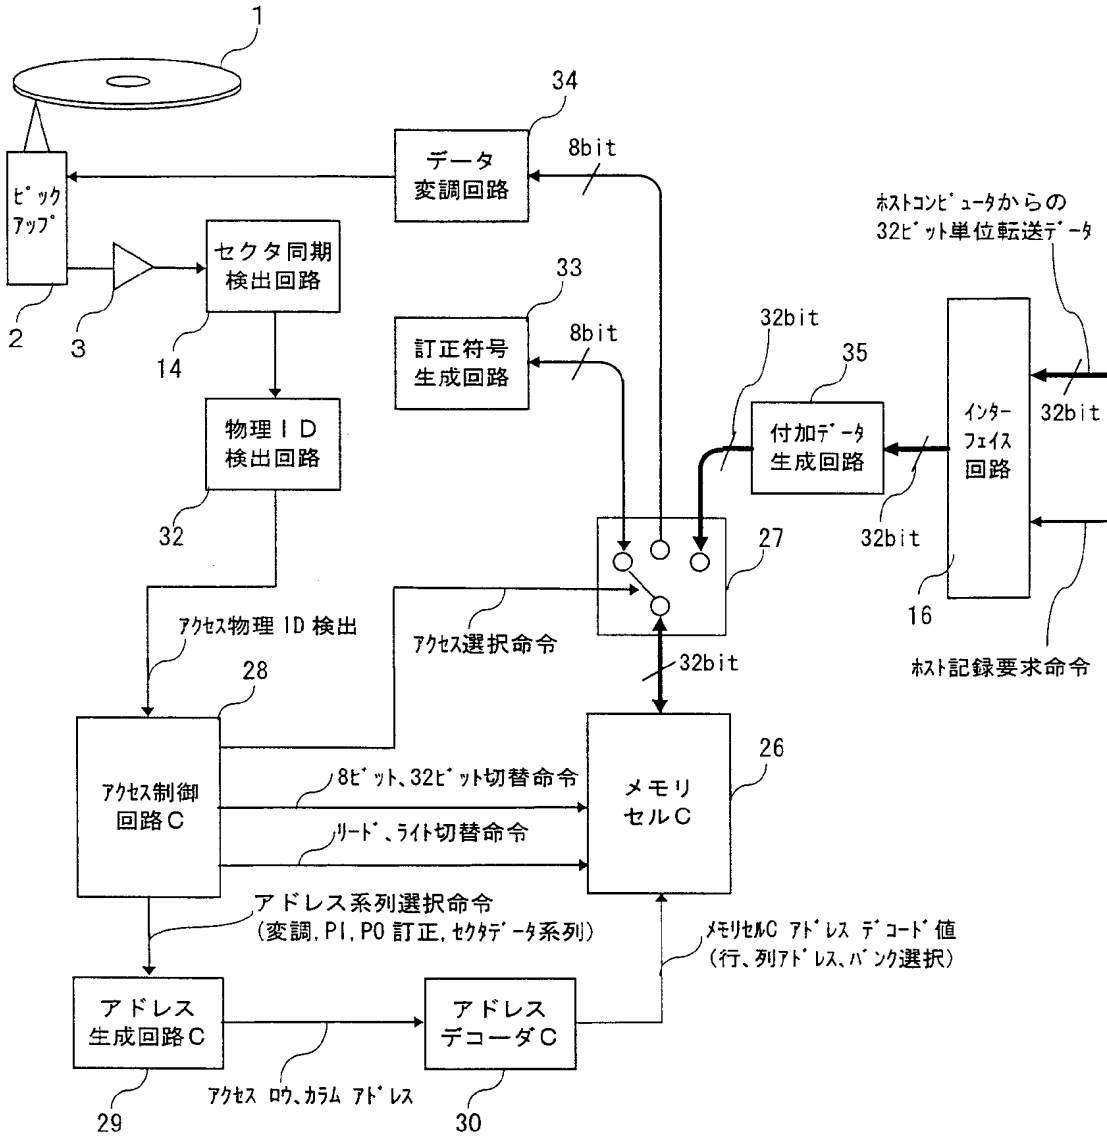 1
34
データ
変調回路
8bit
ピック
アップ
ホストコンピュータからの
32ビット単位転送データ
セクタ同期
検出回路
2
3
14
33
訂正符号
生成回路
8bit
32bit
35
付加データ
生成回路
32bit
インター
フェイス
回路
32bit
物理ID
検出回路
32
27
16
アクセス物理ID検出
アクセス選択命令
32bit
ホスト記録要求命令
28
アクセス制御
回路C
8ビット、32ビット切替命令
リード、ライト切替命令
26
メモリ
セルC
アドレス系列選択命令
(変調,PI,PO訂正,セクタデータ系列)
メモリセルC アドレス デコード値
(行、列アドレス、バンク選択)
アドレス
生成回路C
アドレス
デコーダC
アクセス ロウ、カラム アドレス
29
30